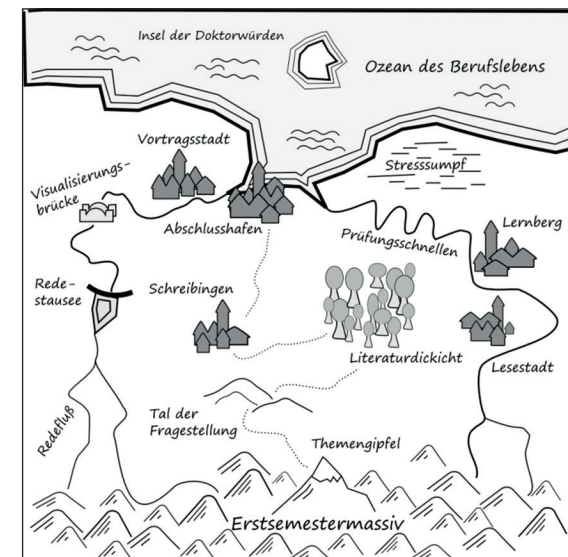 Insel der Doktorwürden
Ozean des Berufslebens
Vortragsstadt
Stresssumpf
Visualisierungs-
brücke
Abschlusshafen
Prüfungsschnellen
Lernberg
Rede-
stausee
Schreibingen
Literaturdickicht
Lesestadt
Redefluß
Tal der
Fragestellung
Themengipfel
Erstsemestermassiv